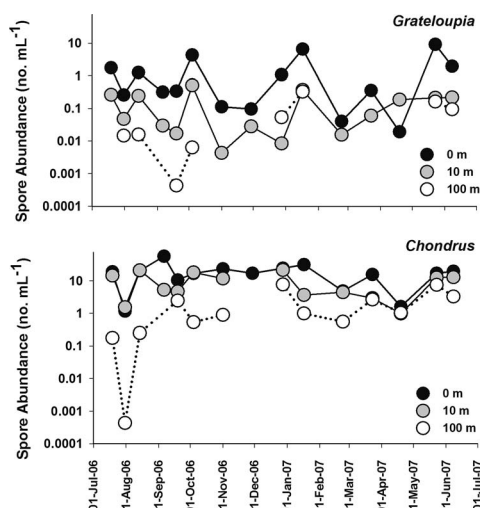 Grateloupia
Spore Abundance (no. mL⁻¹)
100
10
1
0.1
0.01
0.001
0.0001
0 m
10 m
100 m
Chondrus
Spore Abundance (no. mL⁻¹)
100
10
1
0.1
0.01
0.001
0.0001
0 m
10 m
100 m
01-Jul-06
01-Aug-06
01-Sep-06
01-Oct-06
01-Nov-06
01-Dec-06
01-Jan-07
01-Feb-07
01-Mar-07
01-Apr-07
01-May-07
01-Jun-07
01-Jul-07